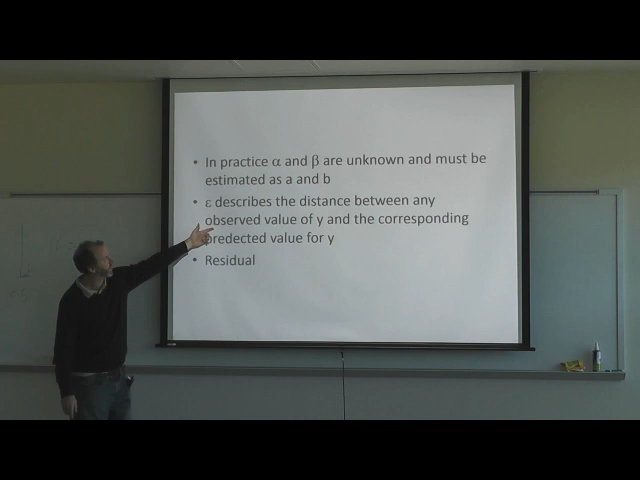 • In practice α and β are unknown and must be
estimated as a and b
• ε describes the distance between any
observed value of y and the corresponding
predected value for y
• Residual